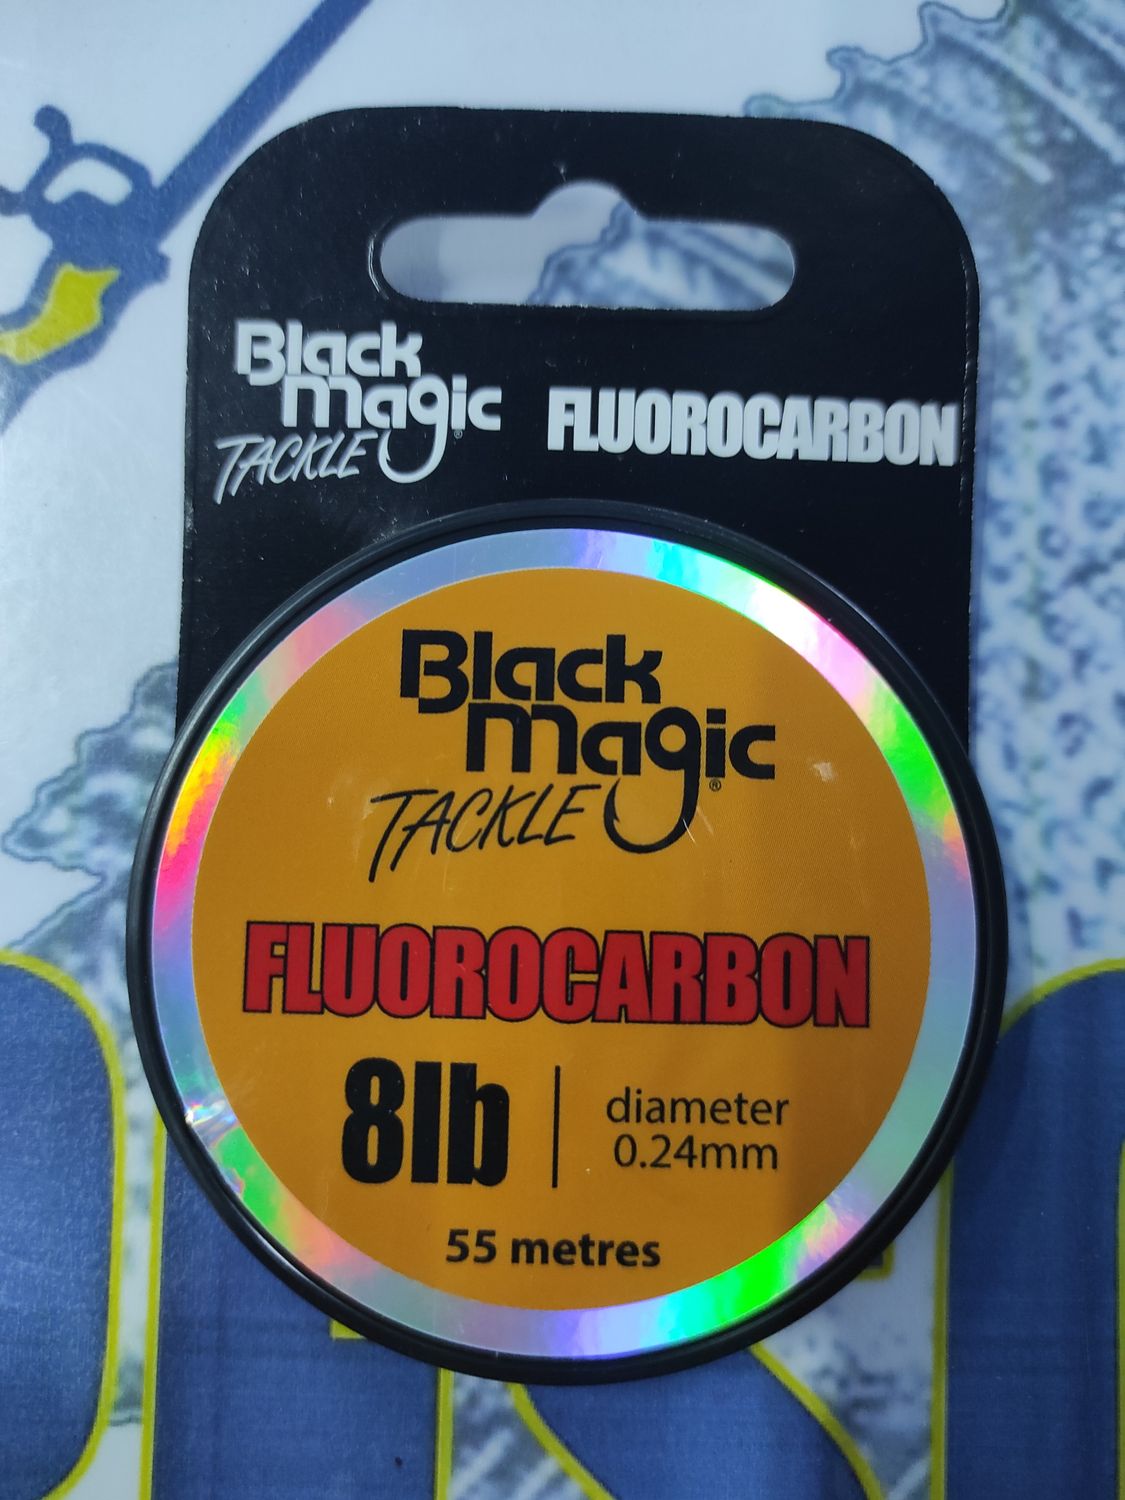 Black
magic
TACKLE
FLUOROCARBON
Black
magic
TACKLE
FLUOROCARBON
8lb
diameter
0.24mm
55 metres